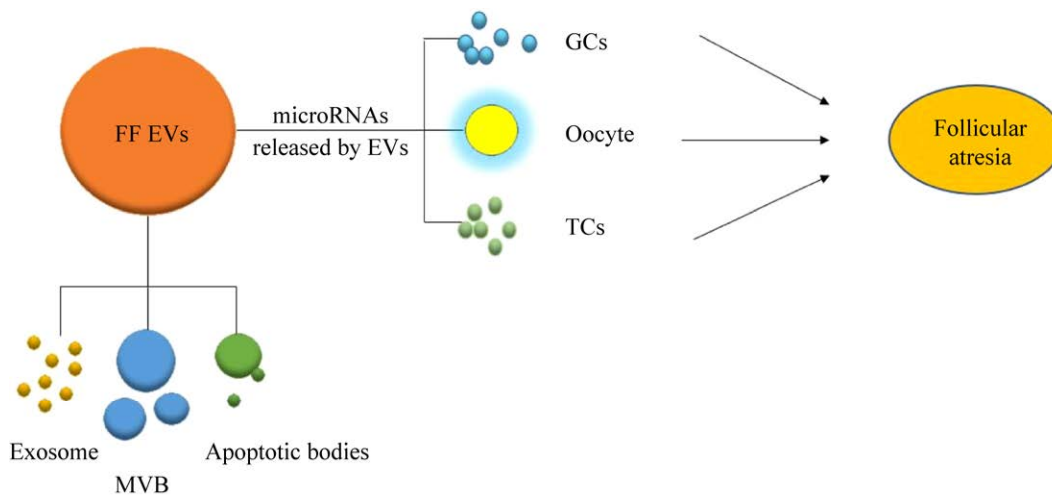 GCs
FF EVs
microRNAs
released by EVs
Oocyte
Follicular
atresia
TCs
Exosome
Apoptotic bodies
MVB